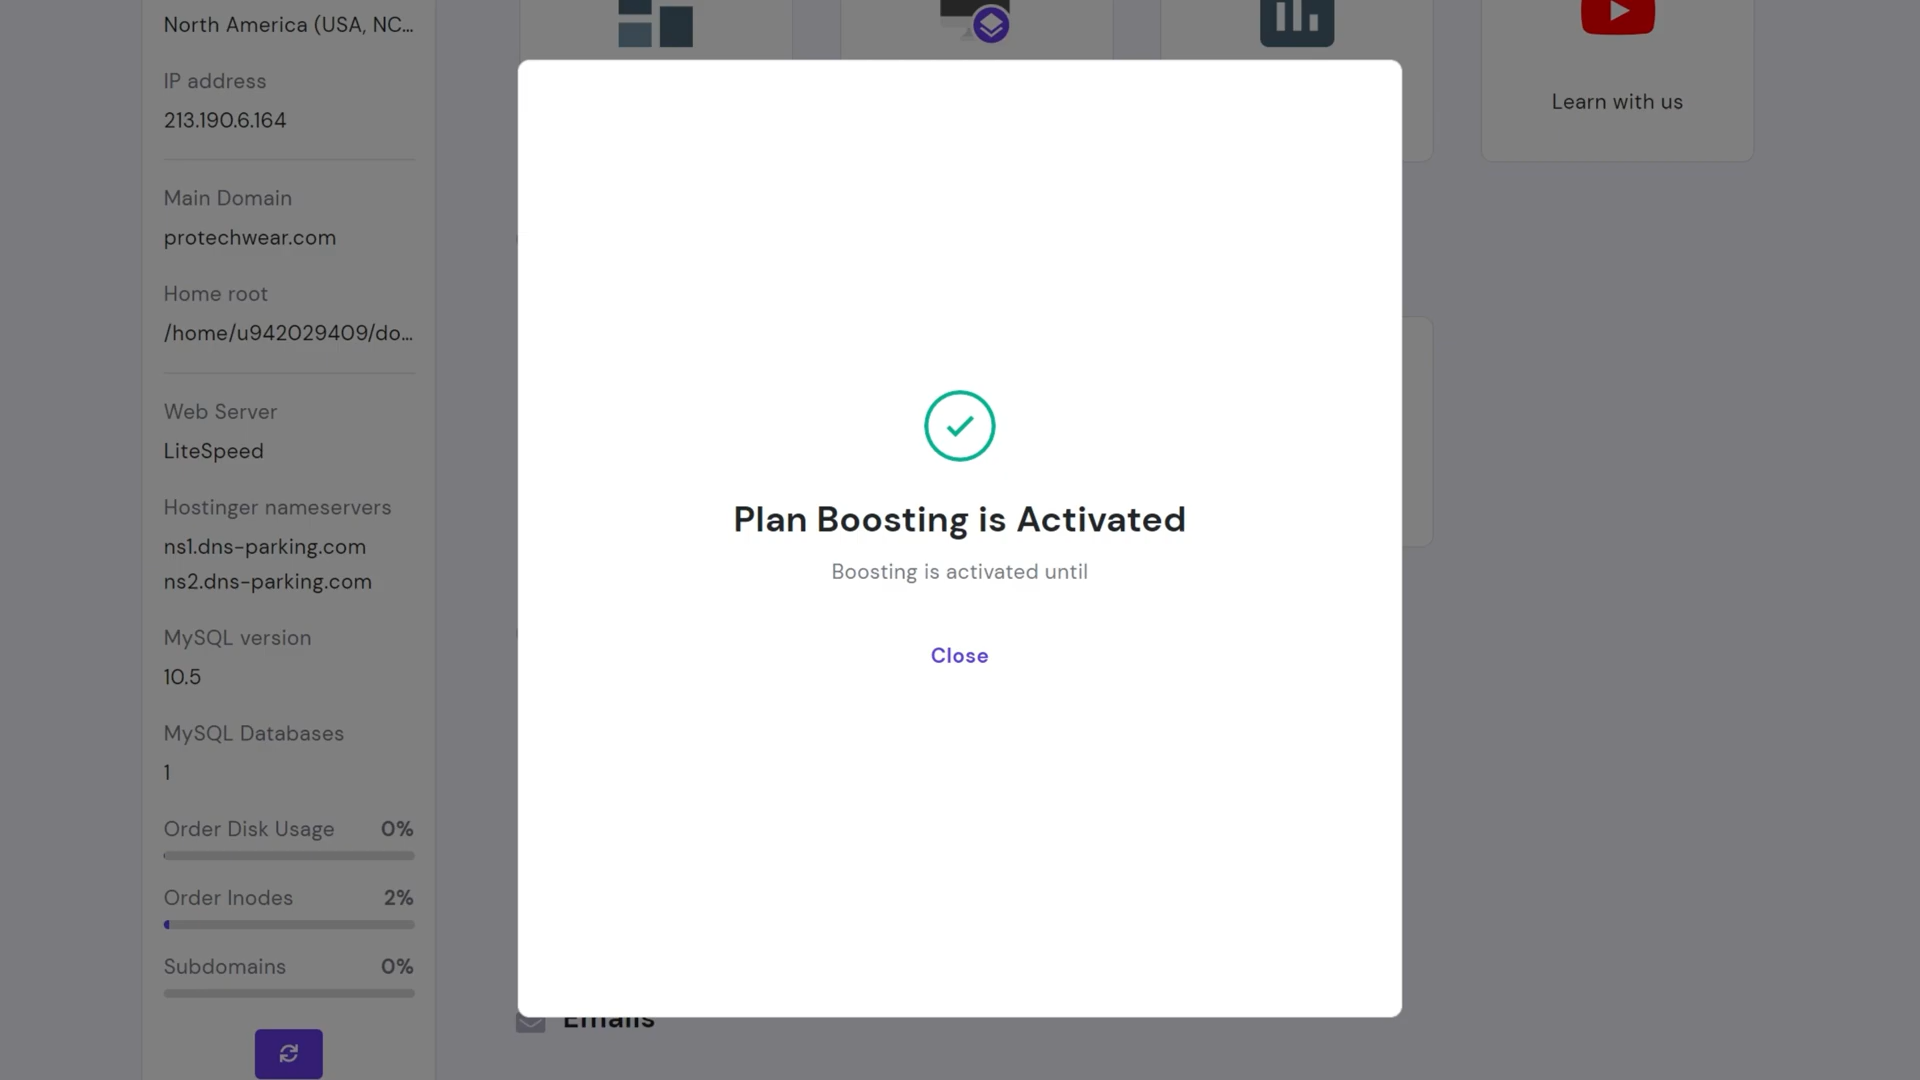 North America (USA, NC...
IP address
213.190.6.164
Main Domain
protechwear.com
Home root
/home/u942029409/do...
Web Server
LiteSpeed
Hostinger nameservers
ns1.dns-parking.com
ns2.dns-parking.com
MySQL version
10.5
MySQL Databases
1
Order Disk Usage 0%
Order Inodes 2%
Subdomains 0%
Learn with us
Plan Boosting is Activated
Boosting is activated until
Close
Emails